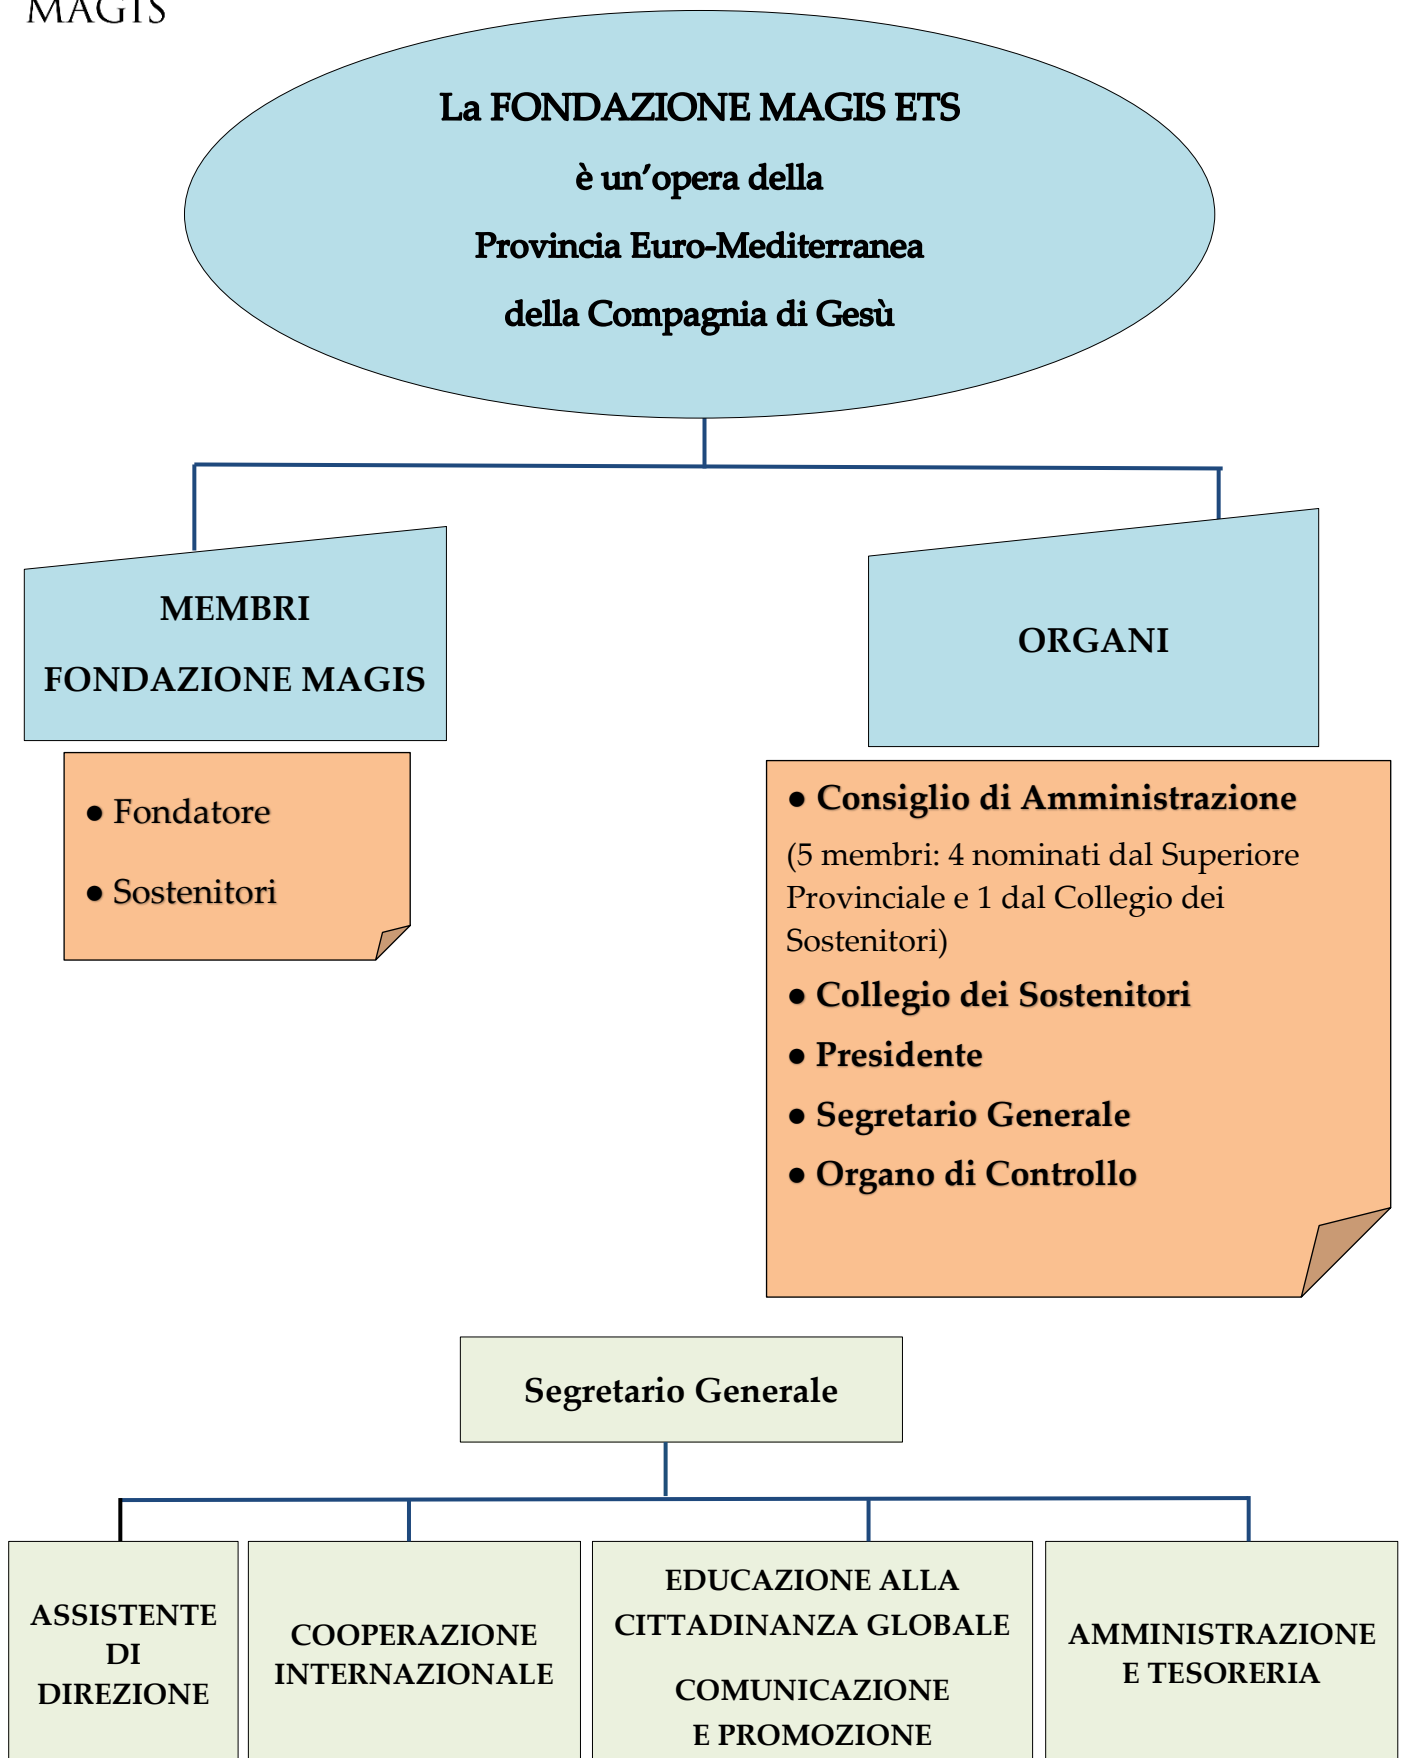 MAGIS
La FONDAZIONE MAGIS ETS
è un’opera della
Provincia Euro-Mediterranea
della Compagnia di Gesù
MEMBRI
FONDAZIONE MAGIS
ORGANI
● Fondatore
● Sostenitori
● Consiglio di Amministrazione
(5 membri: 4 nominati dal Superiore
Provinciale e 1 dal Collegio dei
Sostenitori)
● Collegio dei Sostenitori
● Presidente
● Segretario Generale
● Organo di Controllo
Segretario Generale
ASSISTENTE
DI
DIREZIONE
COOPERAZIONE
INTERNAZIONALE
EDUCAZIONE ALLA
CITTADINANZA GLOBALE
COMUNICAZIONE
E PROMOZIONE
AMMINISTRAZIONE
E TESORERIA